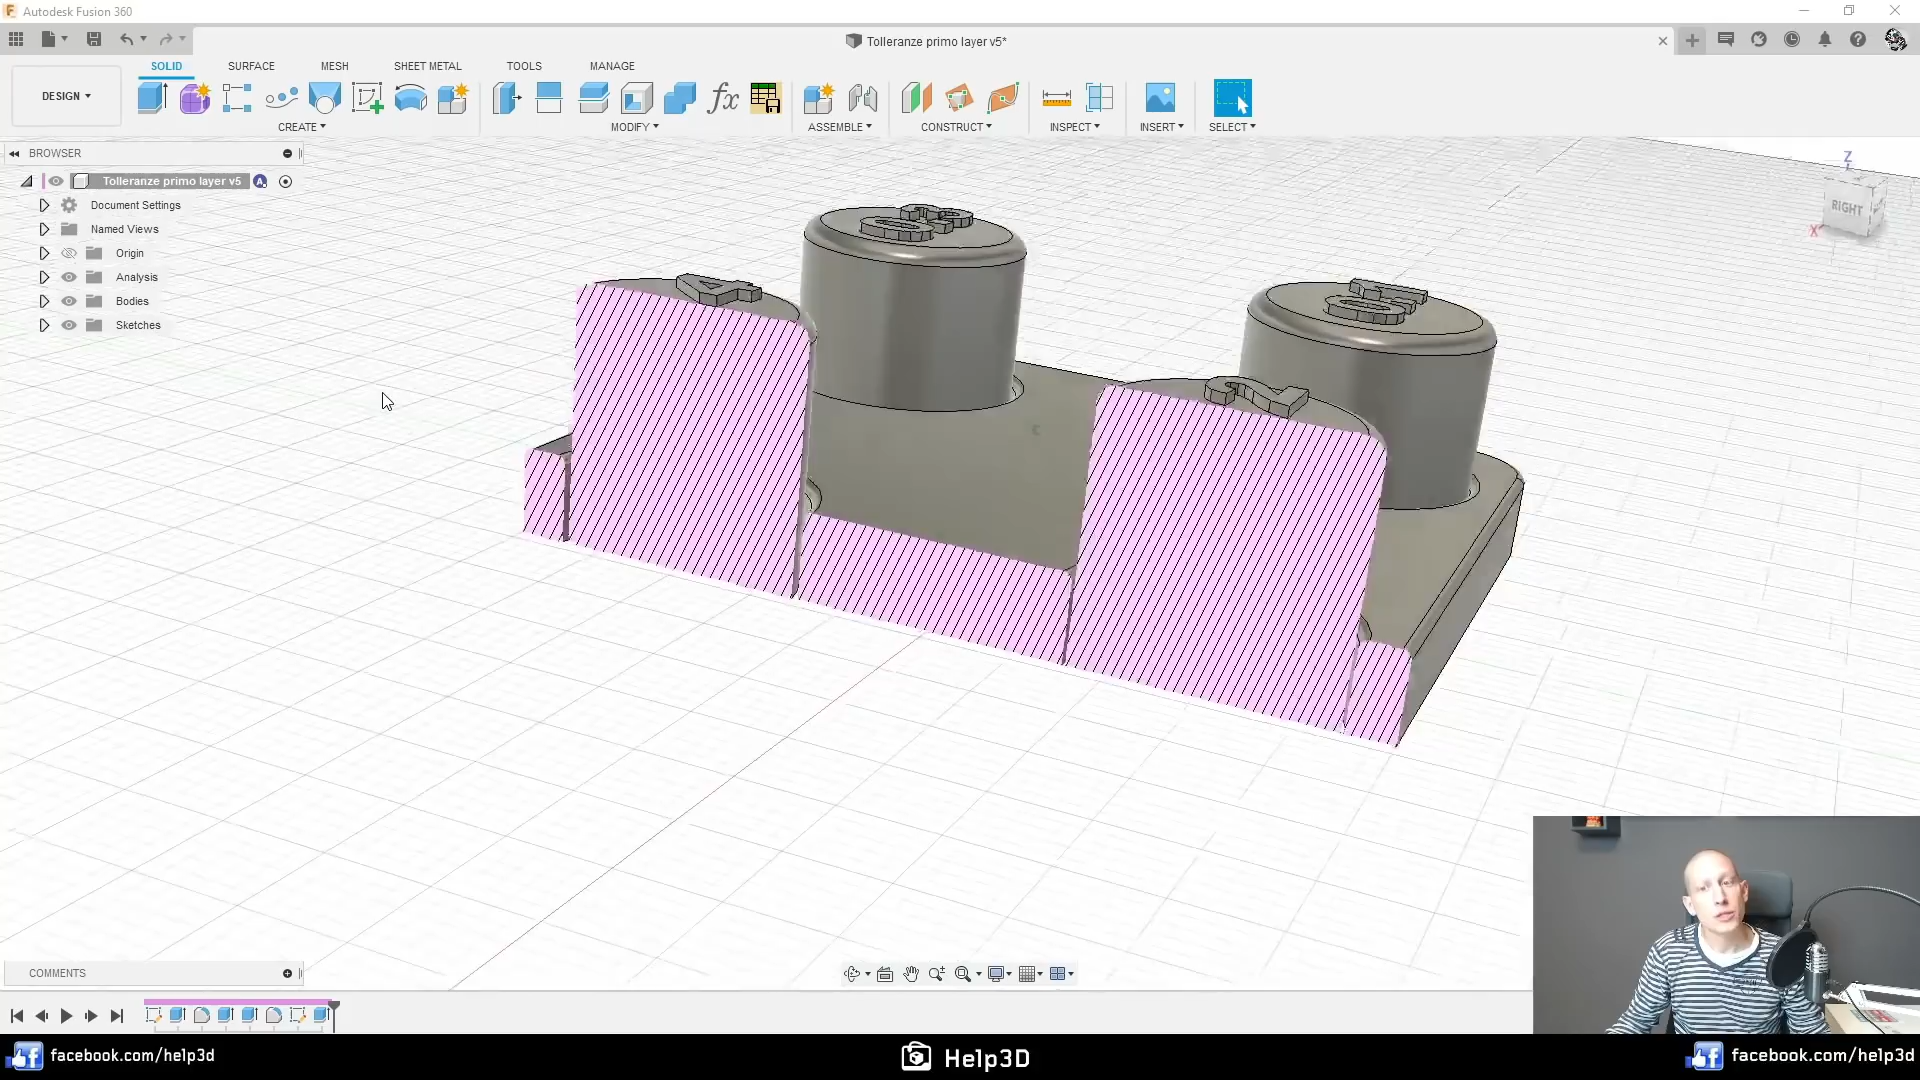 Autodesk Fusion 360
Tolleranze primo layer v5*
SOLID SURFACE MESH SHEET METAL TOOLS MANAGE
DESIGN
CREATE MODIFY ASSEMBLE CONSTRUCT INSPECT INSERT SELECT
BROWSER
Tolleranze primo layer v5
Document Settings
Named Views
Origin
Analysis
Bodies
Sketches
Z
RIGHT
X
4
2
COMMENTS
facebook.com/help3d
Help3D
facebook.com/help3d